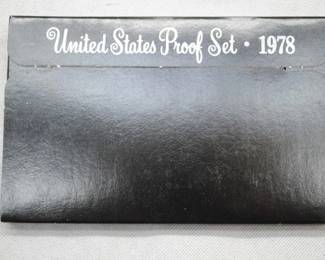 United States Proof Set · 1978